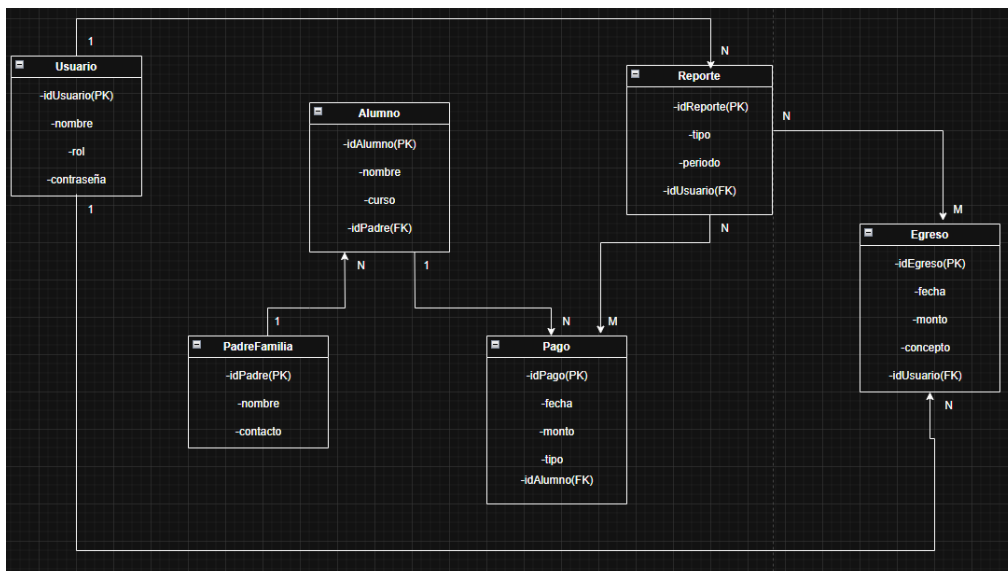 1
N
Usuario
-idUsuario(PK)
-nombre
-rol
-contraseña
1
Alumno
-idAlumno(PK)
-nombre
-curso
-idPadre(FK)
N
1
Reporte
-idReporte(PK)
-tipo
-periodo
-idUsuario(FK)
N
N
M
Egreso
-idEgreso(PK)
-fecha
-monto
-concepto
-idUsuario(FK)
N
1
N
M
PadreFamilia
-idPadre(PK)
-nombre
-contacto
Pago
-idPago(PK)
-fecha
-monto
-tipo
-idAlumno(FK)